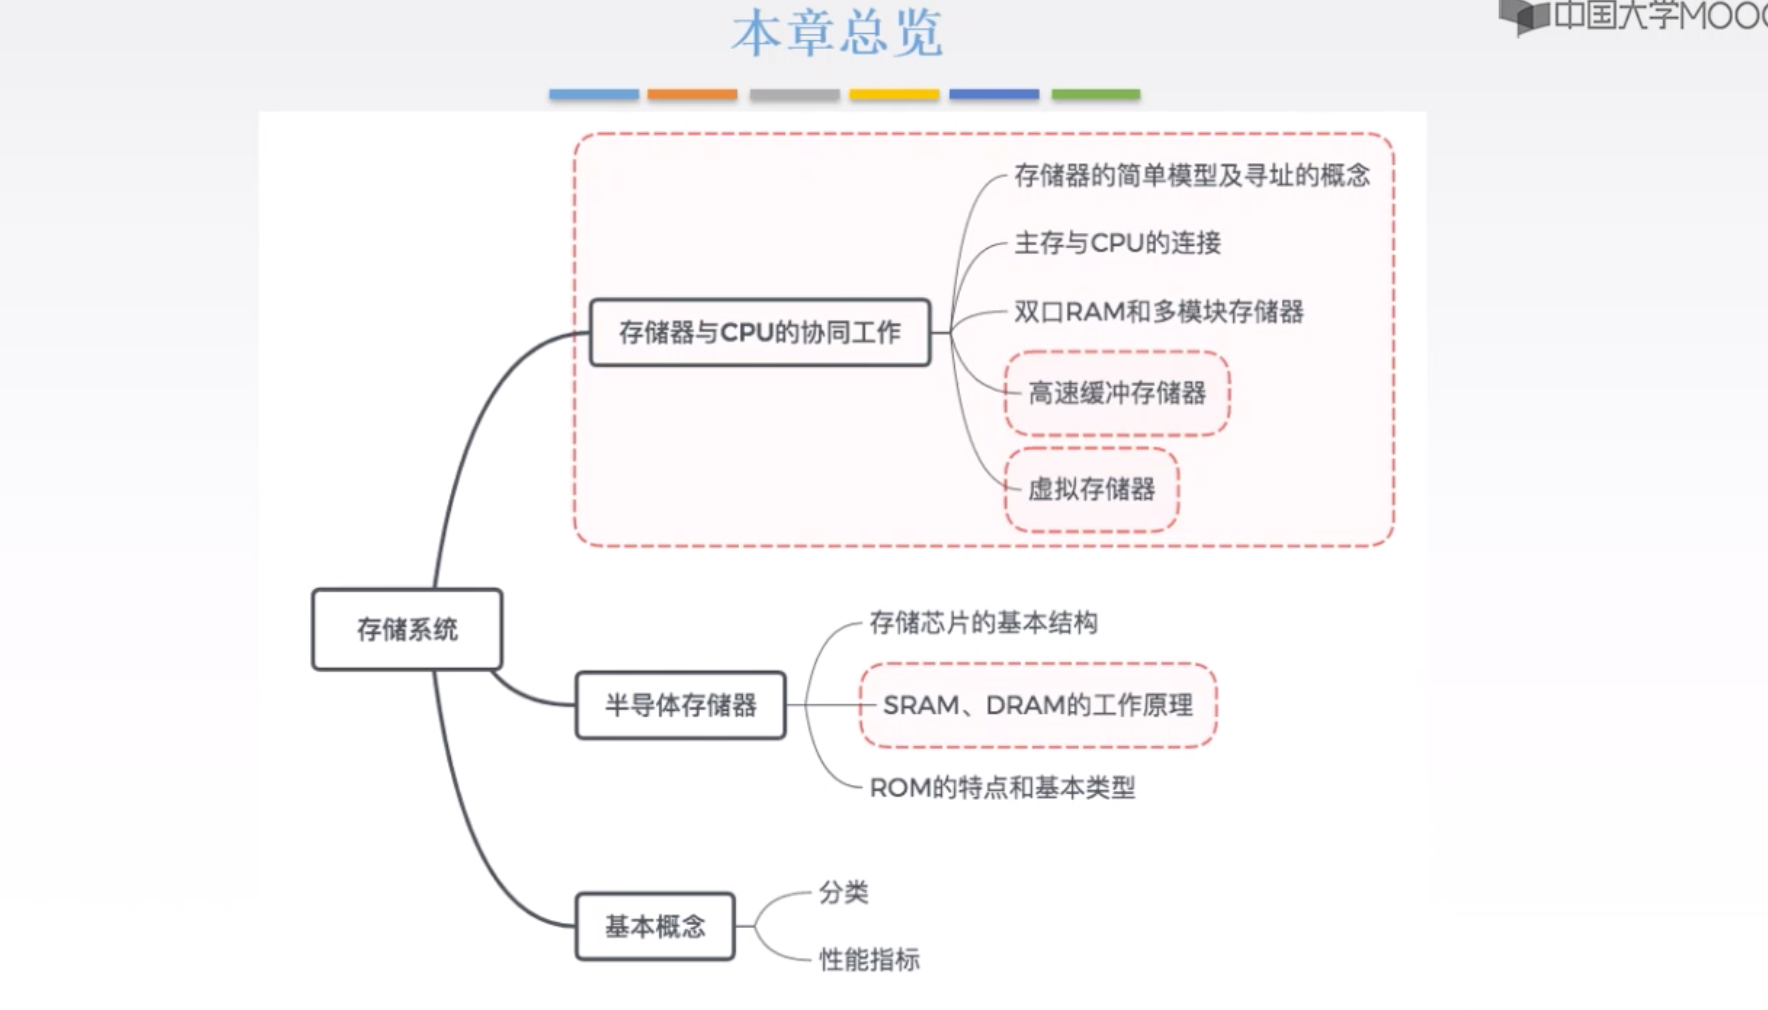 本章总览
中国大学MOOC
存储器的简单模型及寻址的概念
主存与CPU的连接
双口RAM和多模块存储器
存储器与CPU的协同工作
高速缓冲存储器
虚拟存储器
存储系统
存储芯片的基本结构
半导体存储器
SRAM、DRAM的工作原理
ROM的特点和基本类型
分类
基本概念
性能指标